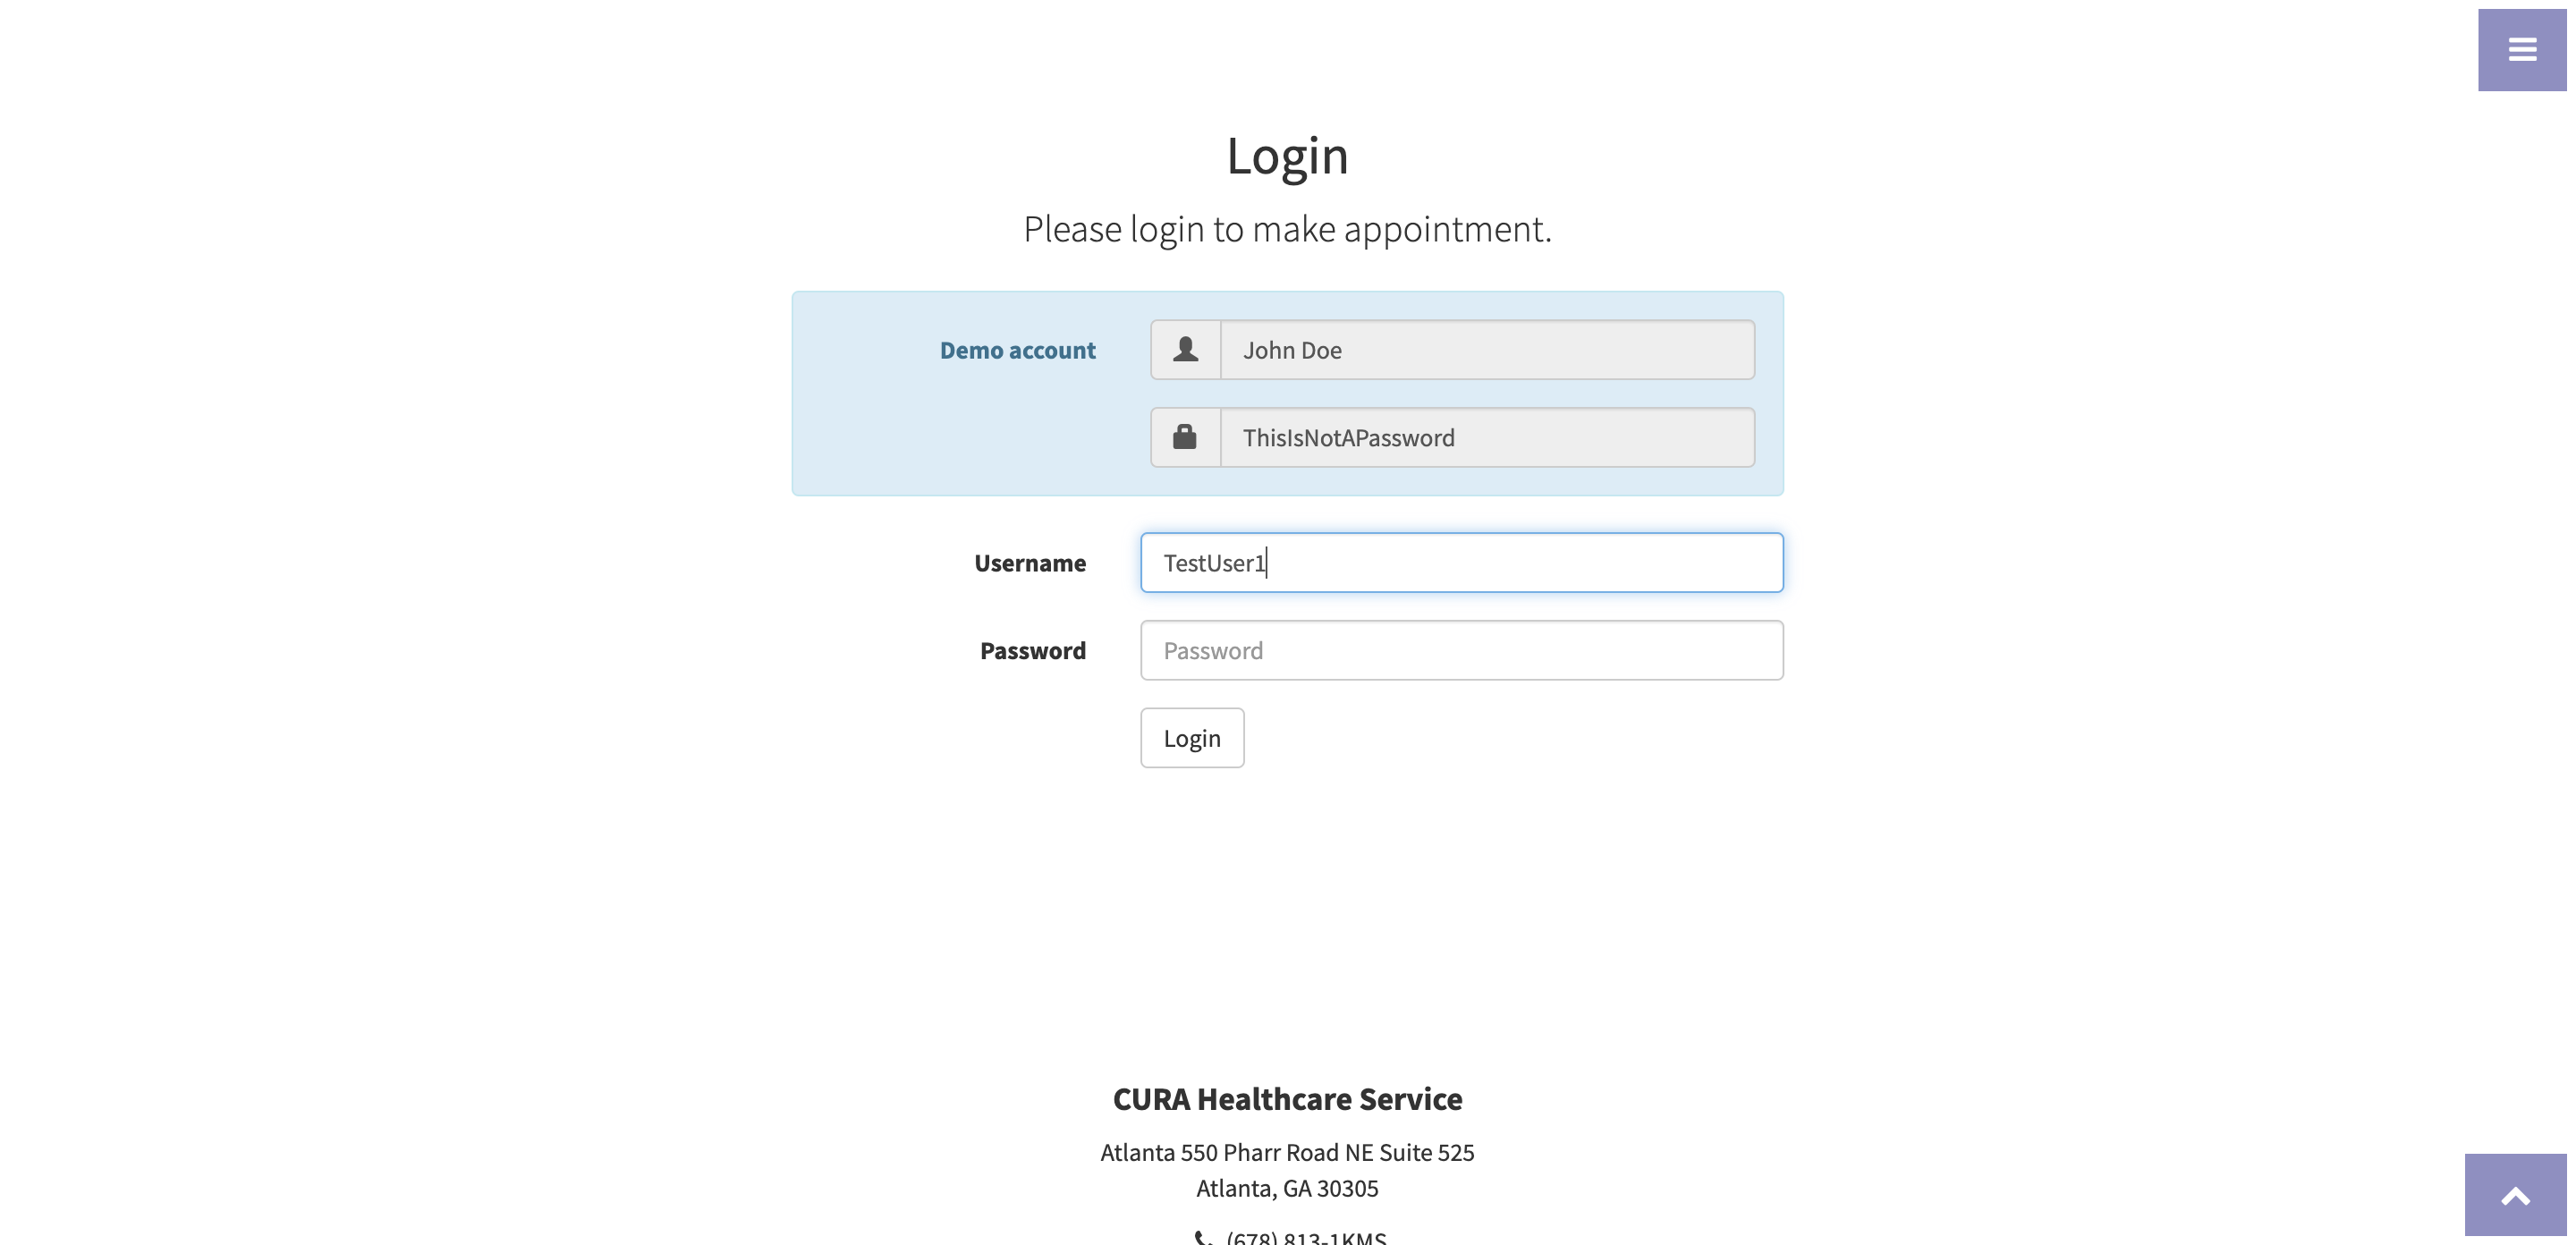 Login
Please login to make appointment.
Demo account
John Doe
ThisIsNotAPassword
Username
TestUser1
Password
Password
Login
CURA Healthcare Service
Atlanta 550 Pharr Road NE Suite 525
Atlanta, GA 30305
(678) 813-1KMS